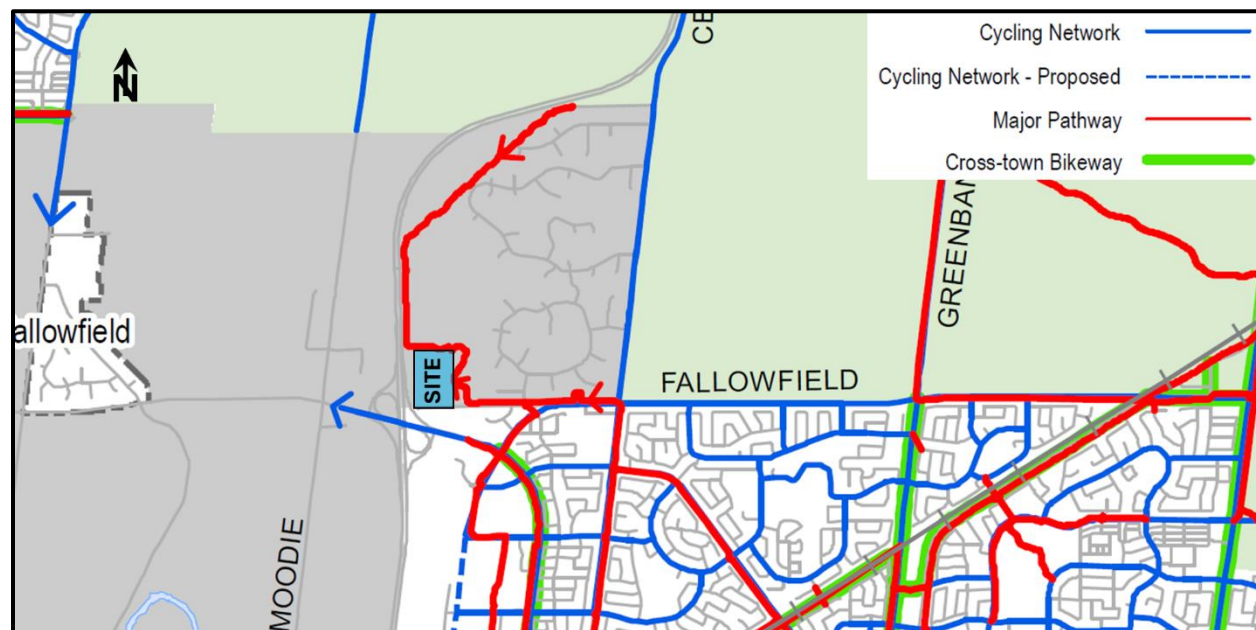 CE
Cycling Network
N
Cycling Network - Proposed
Major Pathway
Cross-town Bikeway
GREENBAN
allowfield
SITE
FALLOWFIELD
MOODIE